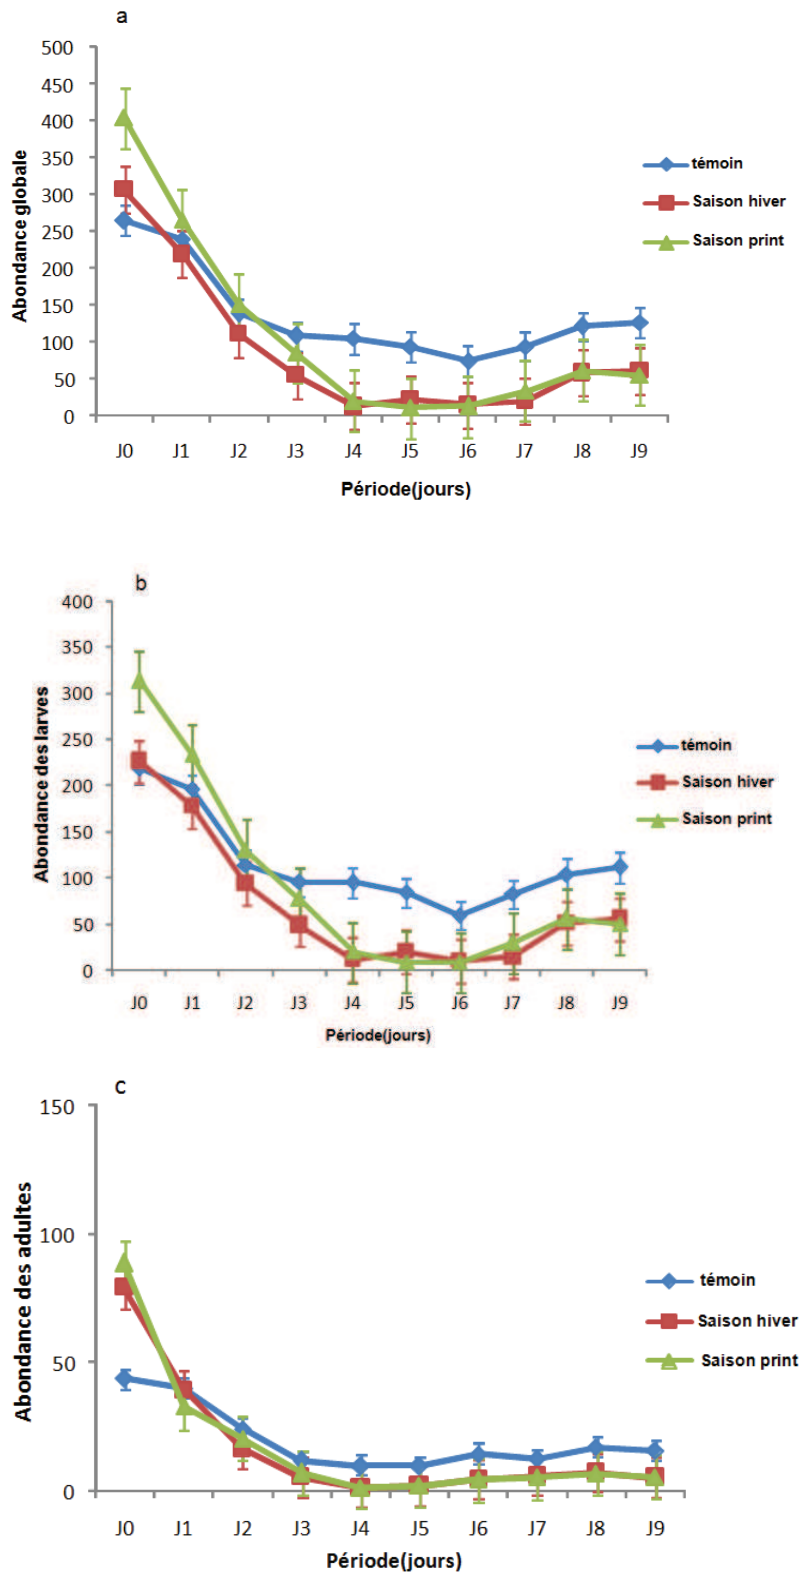 a
500
450
400
350
300
250
200
150
100
50
0
Abondance globale
J0 J1 J2 J3 J4 J5 J6 J7 J8 J9
Période(jours)
témoin
Saison hiver
Saison print
b
400
350
300
250
200
150
100
50
0
Abondance des larves
J0 J1 J2 J3 J4 J5 J6 J7 J8 J9
Période(jours)
témoin
Saison hiver
Saison print
c
150
100
50
0
Abondance des adultes
J0 J1 J2 J3 J4 J5 J6 J7 J8 J9
Période(jours)
témoin
Saison hiver
Saison print